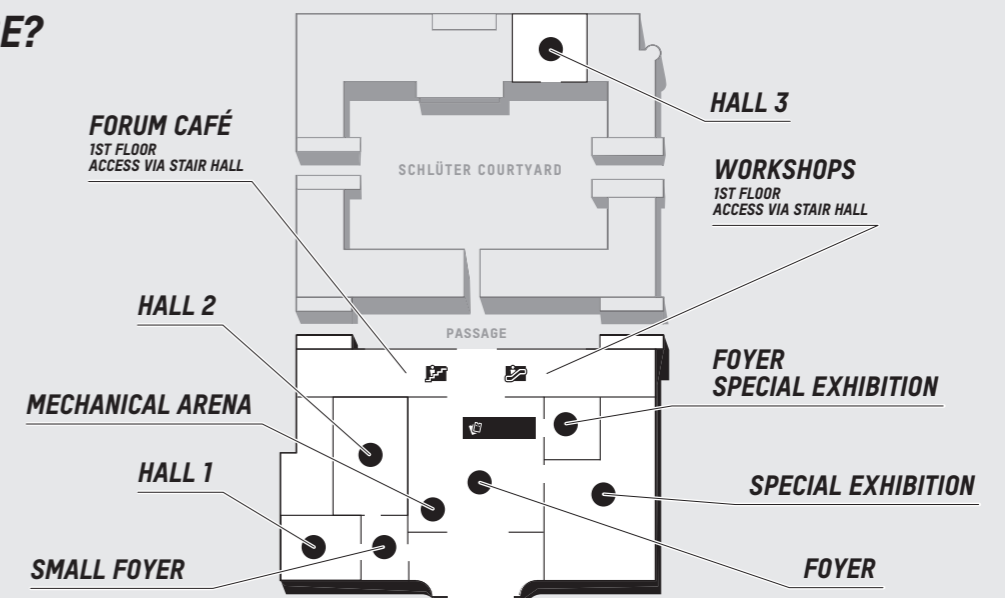 E?
HALL 3
FORUM CAFÉ
1ST FLOOR
ACCESS VIA STAIR HALL
SCHLÜTER COURTYARD
WORKSHOPS
1ST FLOOR
ACCESS VIA STAIR HALL
HALL 2
PASSAGE
FOYER
SPECIAL EXHIBITION
MECHANICAL ARENA
HALL 1
SPECIAL EXHIBITION
SMALL FOYER
FOYER